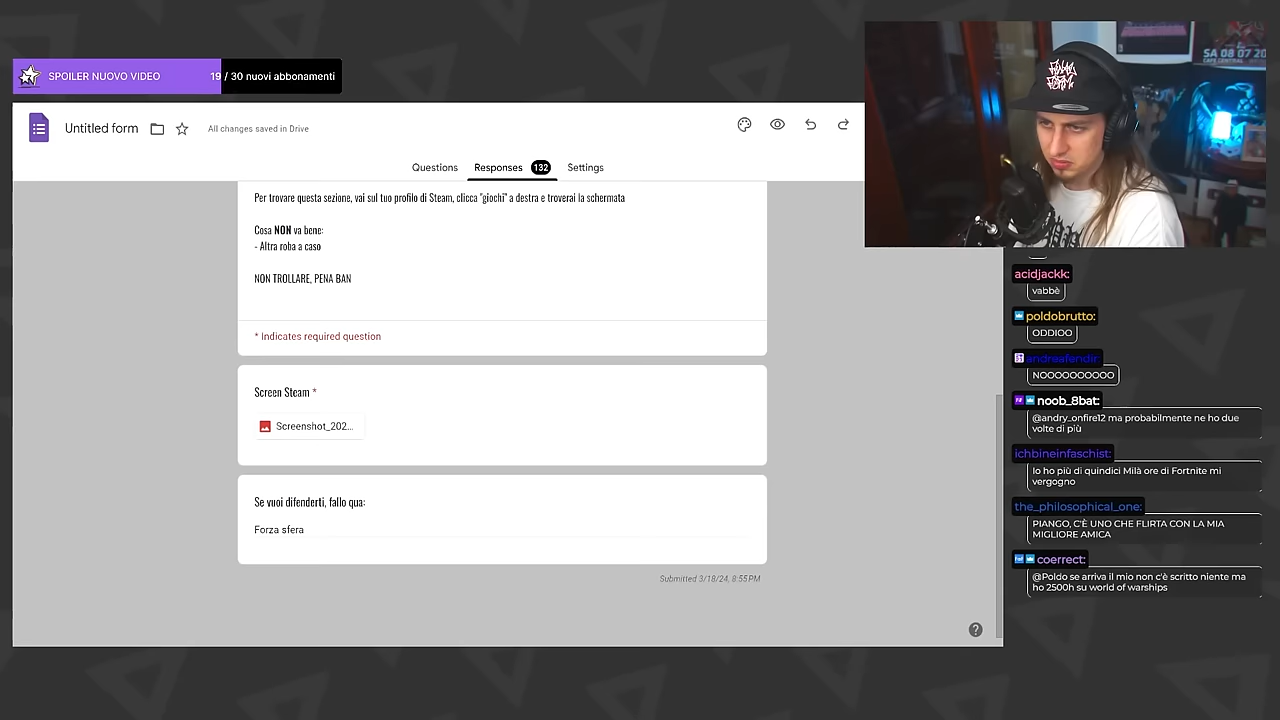 SPOILER NUOVO VIDEO 19 / 30 nuovi abbonamenti
Untitled form
All changes saved in Drive
Questions Responses 132 Settings
Per trovare questa sezione, vai sul tuo profilo di Steam, clicca "giochi" a destra e troverai la schermata
Cosa NON va bene:
- Altra roba a caso
NON TROLLARE, PENA BAN
* Indicates required question
Screen Steam *
Screenshot_202...
Se vuoi difenderti, fallo qua:
Forza sfera
Submitted 3/18/24, 8:55 PM
SA 08 07 20
acidjackk:
vabbè
poldobrutto:
ODDIOO
andreafendir:
NOOOOOOOOOO
noob_8bat:
@andry_onfire12 ma probabilmente ne ho due
volte di più
ichbineinfaschist:
Io ho più di quindici Milà ore di Fortnite mi
vergogno
the_philosophical_one:
PIANGO, C'È UNO CHE FLIRTA CON LA MIA
MIGLIORE AMICA
coerrect:
@Poldo se arriva il mio non c'è scritto niente ma
ho 2500h su world of warships